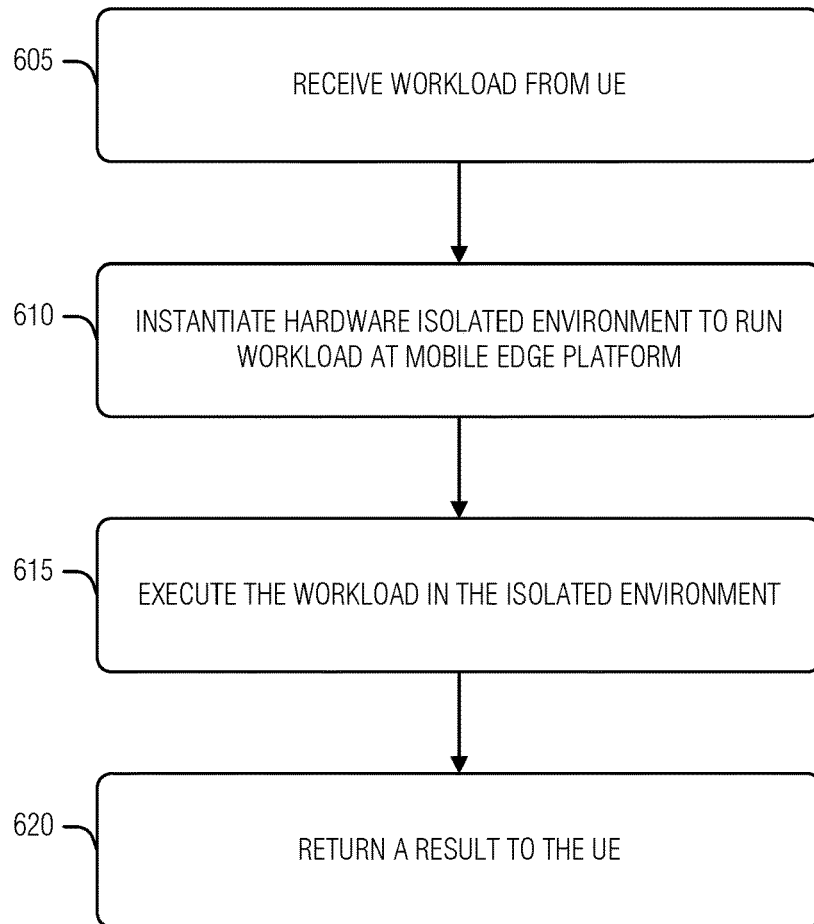 605
RECEIVE WORKLOAD FROM UE
610
INSTANTIATE HARDWARE ISOLATED ENVIRONMENT TO RUN
WORKLOAD AT MOBILE EDGE PLATFORM
615
EXECUTE THE WORKLOAD IN THE ISOLATED ENVIRONMENT
620
RETURN A RESULT TO THE UE